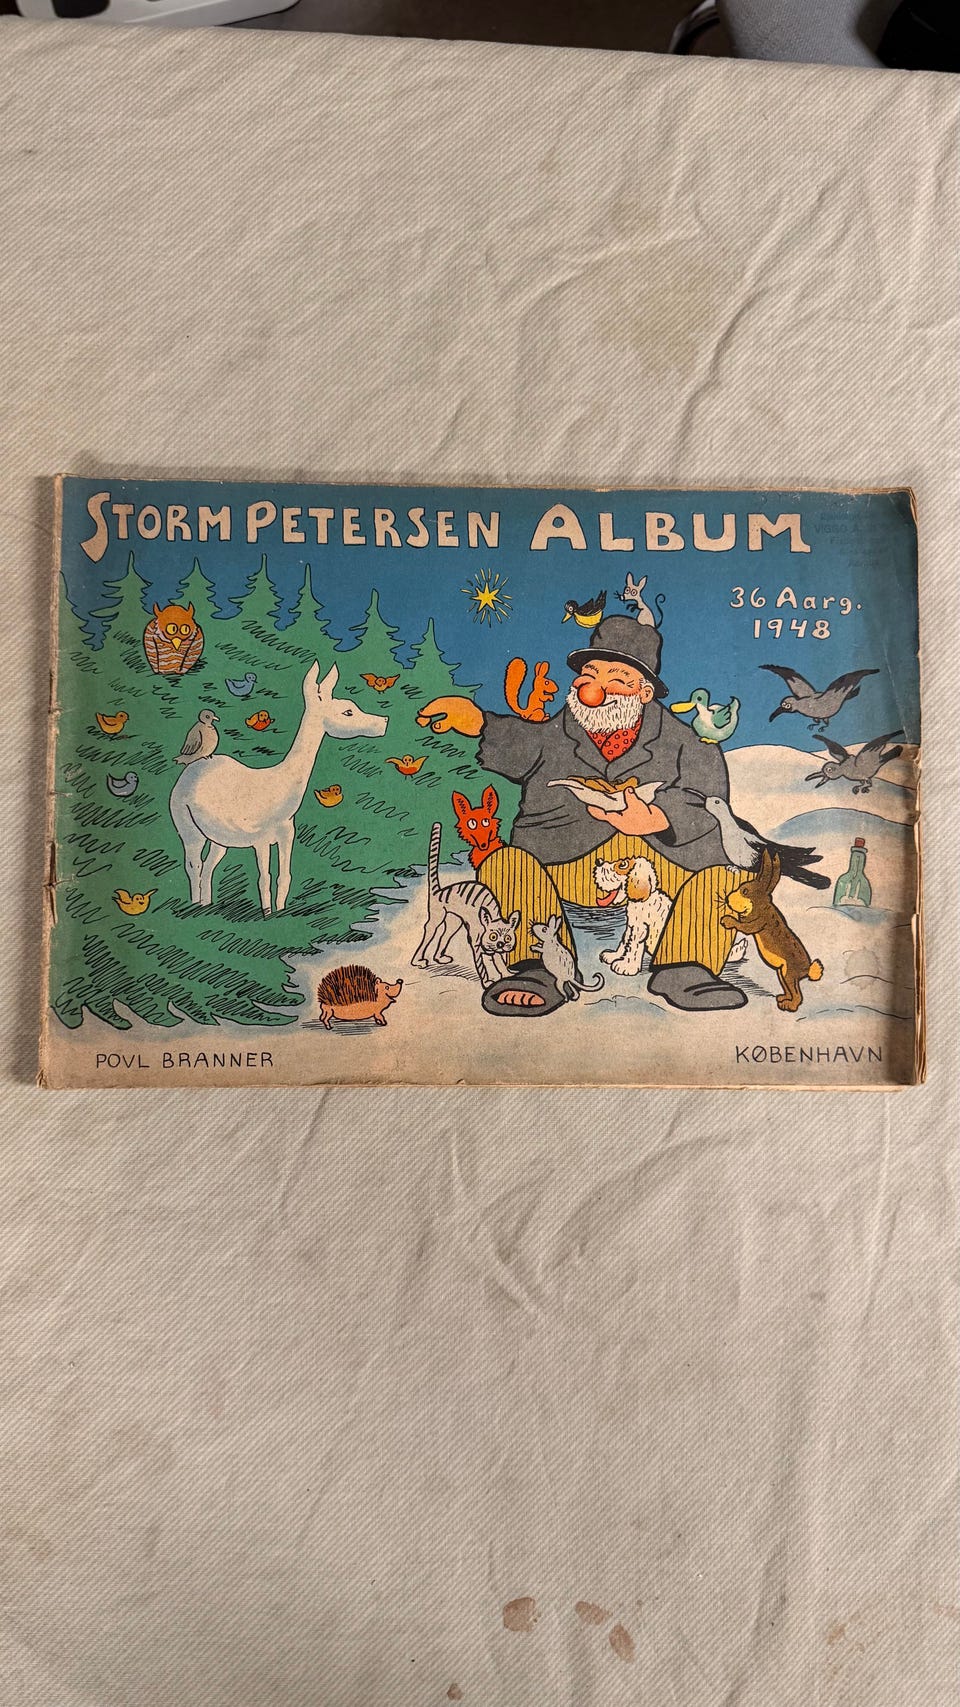 STORM PETERSEN ALBUM
36 Aarg.
1948
POVL BRANNER
KØBENHAVN